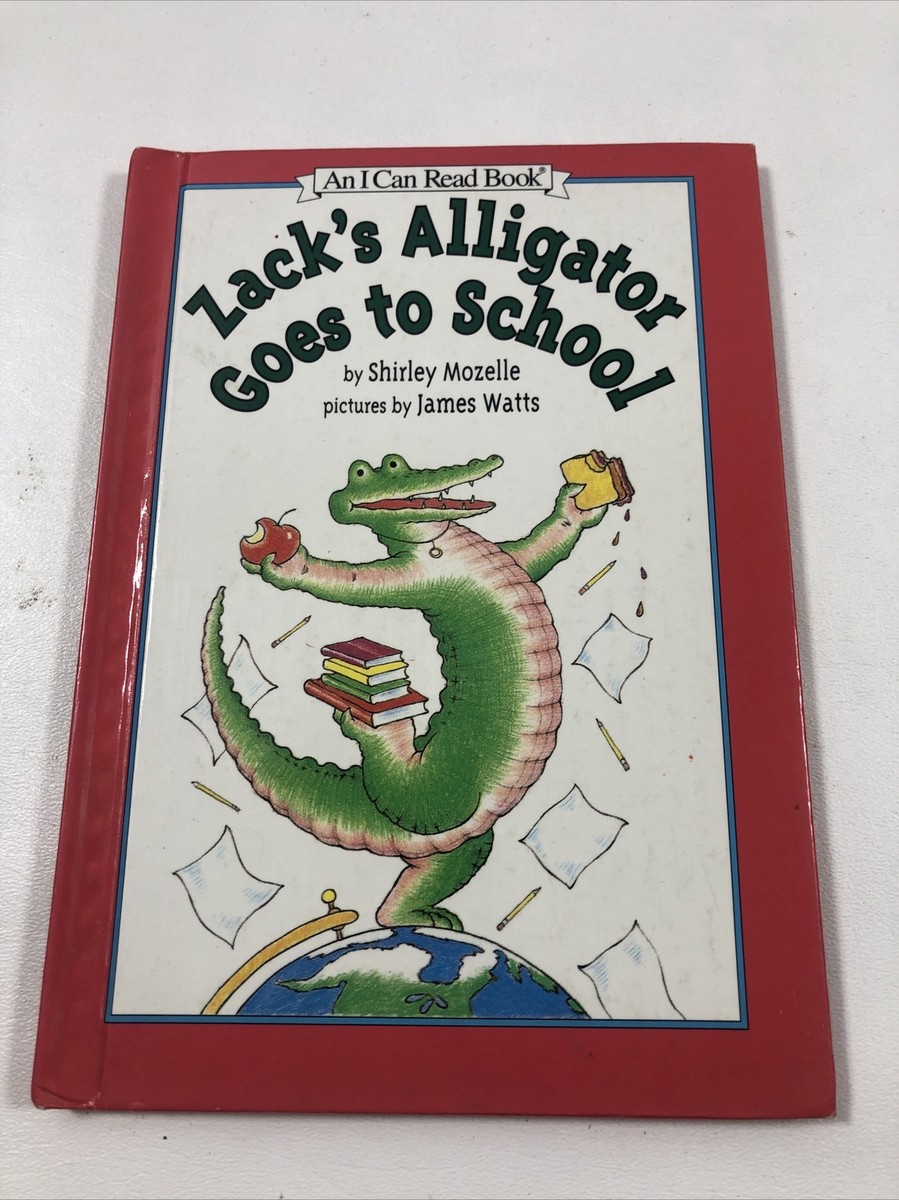 An I Can Read Book®
Zack's Alligator
Goes to School
by Shirley Mozelle
pictures by James Watts